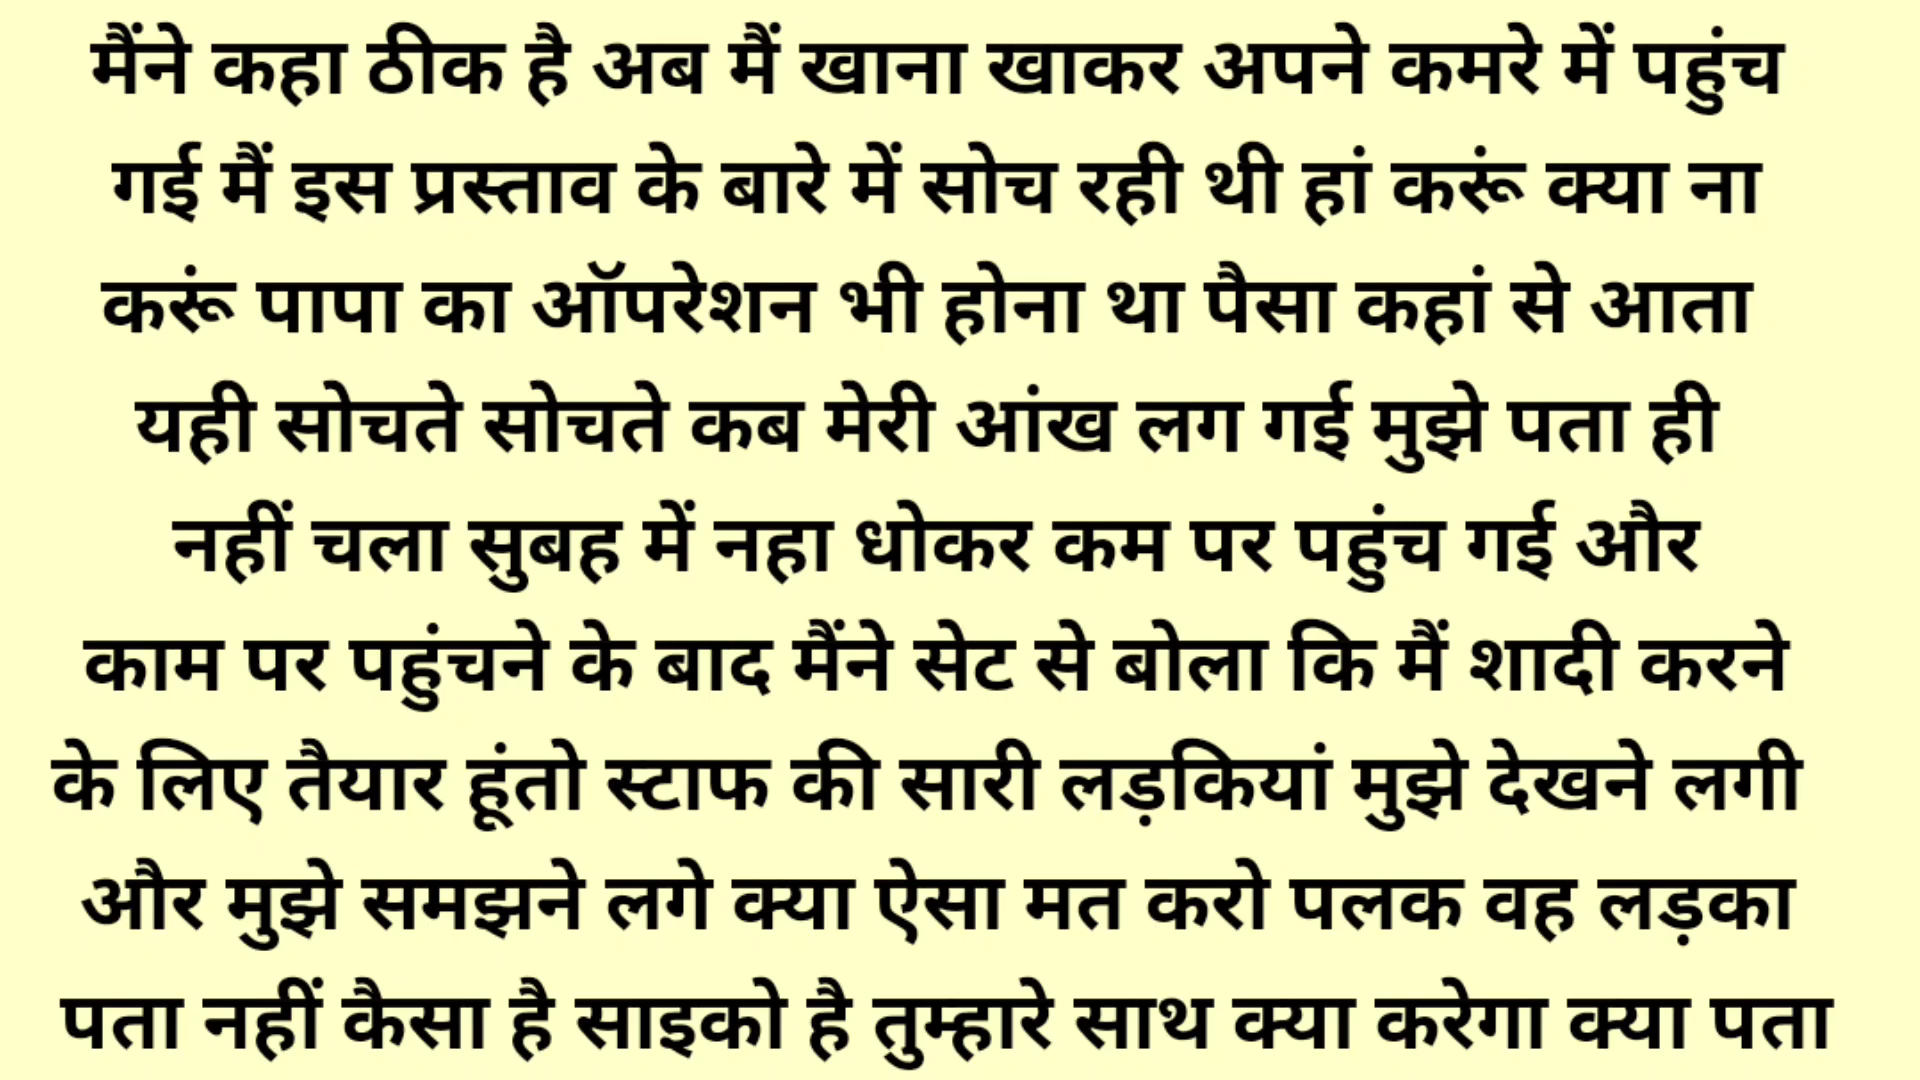 मैंने कहा ठीक है अब मैं खाना खाकर अपने कमरे में पहुंच
गई मैं इस प्रस्ताव के बारे में सोच रही थी हां करूं क्या ना
करूं पापा का ऑपरेशन भी होना था पैसा कहां से आता
यही सोचते सोचते कब मेरी आंख लग गई मुझे पता ही
नहीं चला सुबह में नहा धोकर कम पर पहुंच गई और
काम पर पहुंचने के बाद मैंने सेट से बोला कि मैं शादी करने
के लिए तैयार हूंतो स्टाफ की सारी लड़कियां मुझे देखने लगी
और मुझे समझने लगे क्या ऐसा मत करो पलक वह लड़का
पता नहीं कैसा है साइको है तुम्हारे साथ क्या करेगा क्या पता